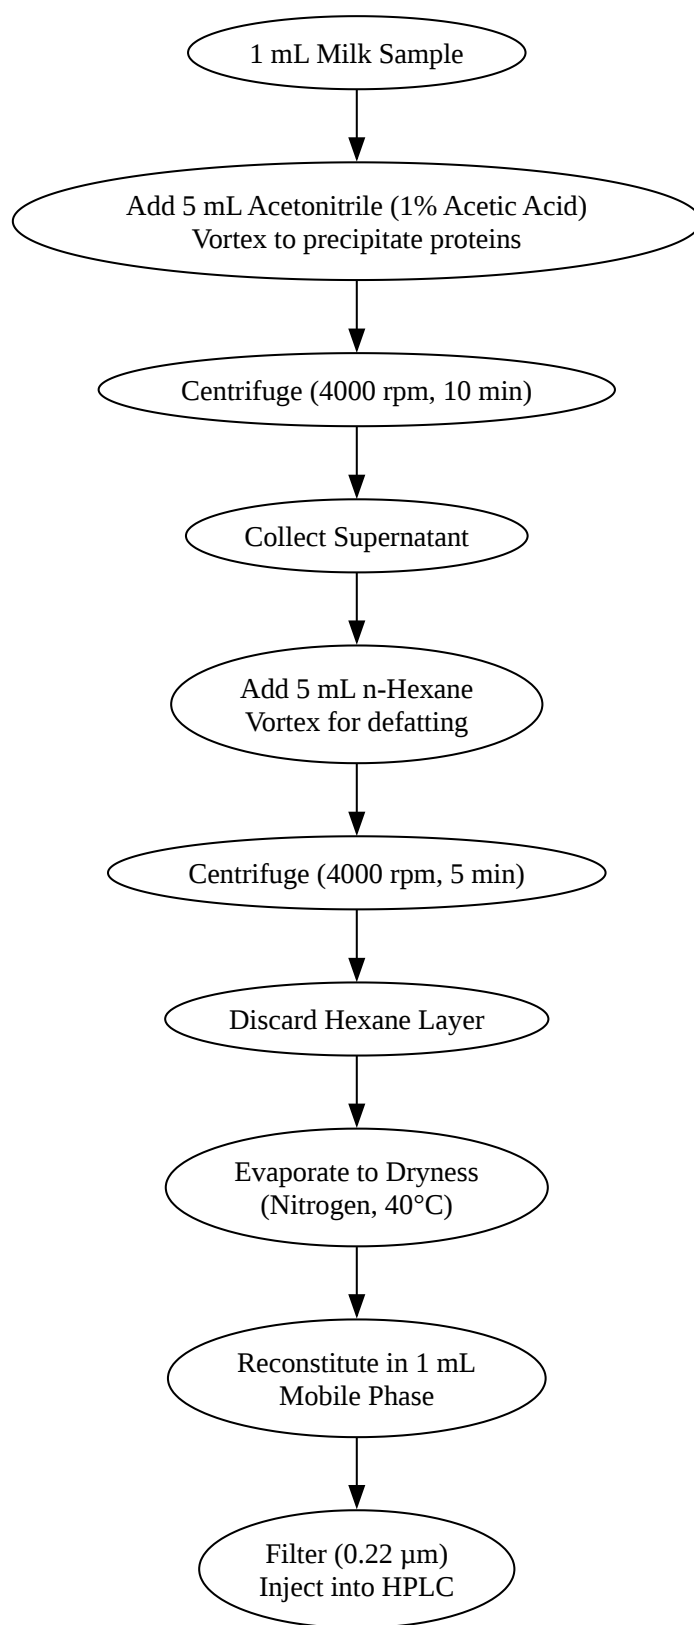 1 mL Milk Sample
Add 5 mL Acetonitrile (1% Acetic Acid)
Vortex to precipitate proteins
Centrifuge (4000 rpm, 10 min)
Collect Supernatant
Add 5 mL n-Hexane
Vortex for defatting
Centrifuge (4000 rpm, 5 min)
Discard Hexane Layer
Evaporate to Dryness
(Nitrogen, 40°C)
Reconstitute in 1 mL
Mobile Phase
Filter (0.22 µm)
Inject into HPLC